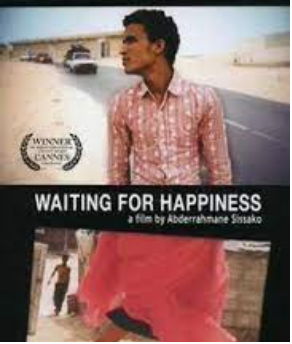 WINNER
CANNES
WAITING FOR HAPPINESS
a film by Abderrahmane Sissako